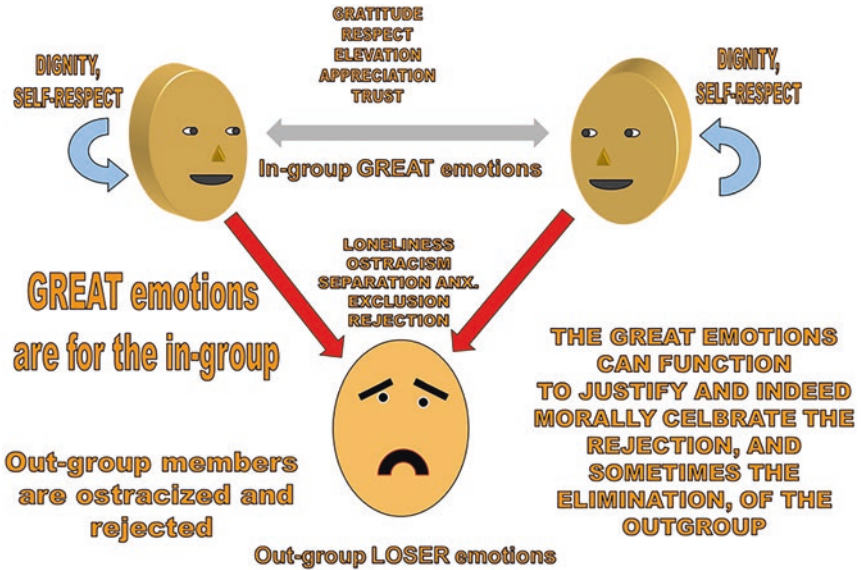 GRATITUDE
RESPECT
ELEVATION
APPRECIATION
TRUST
DIGNITY,
SELF-RESPECT
DIGNITY,
SELF-RESPECT
In-group GREAT emotions
LONELINESS
OSTRACISM
SEPARATION ANX.
EXCLUSION
REJECTION
GREAT emotions
are for the in-group
THE GREAT EMOTIONS
CAN FUNCTION
TO JUSTIFY AND INDEED
MORALLY CELBRATE THE
REJECTION, AND
SOMETIMES THE
ELIMINATION, OF THE
OUTGROUP
Out-group members
are ostracized and
rejected
Out-group LOSER emotions